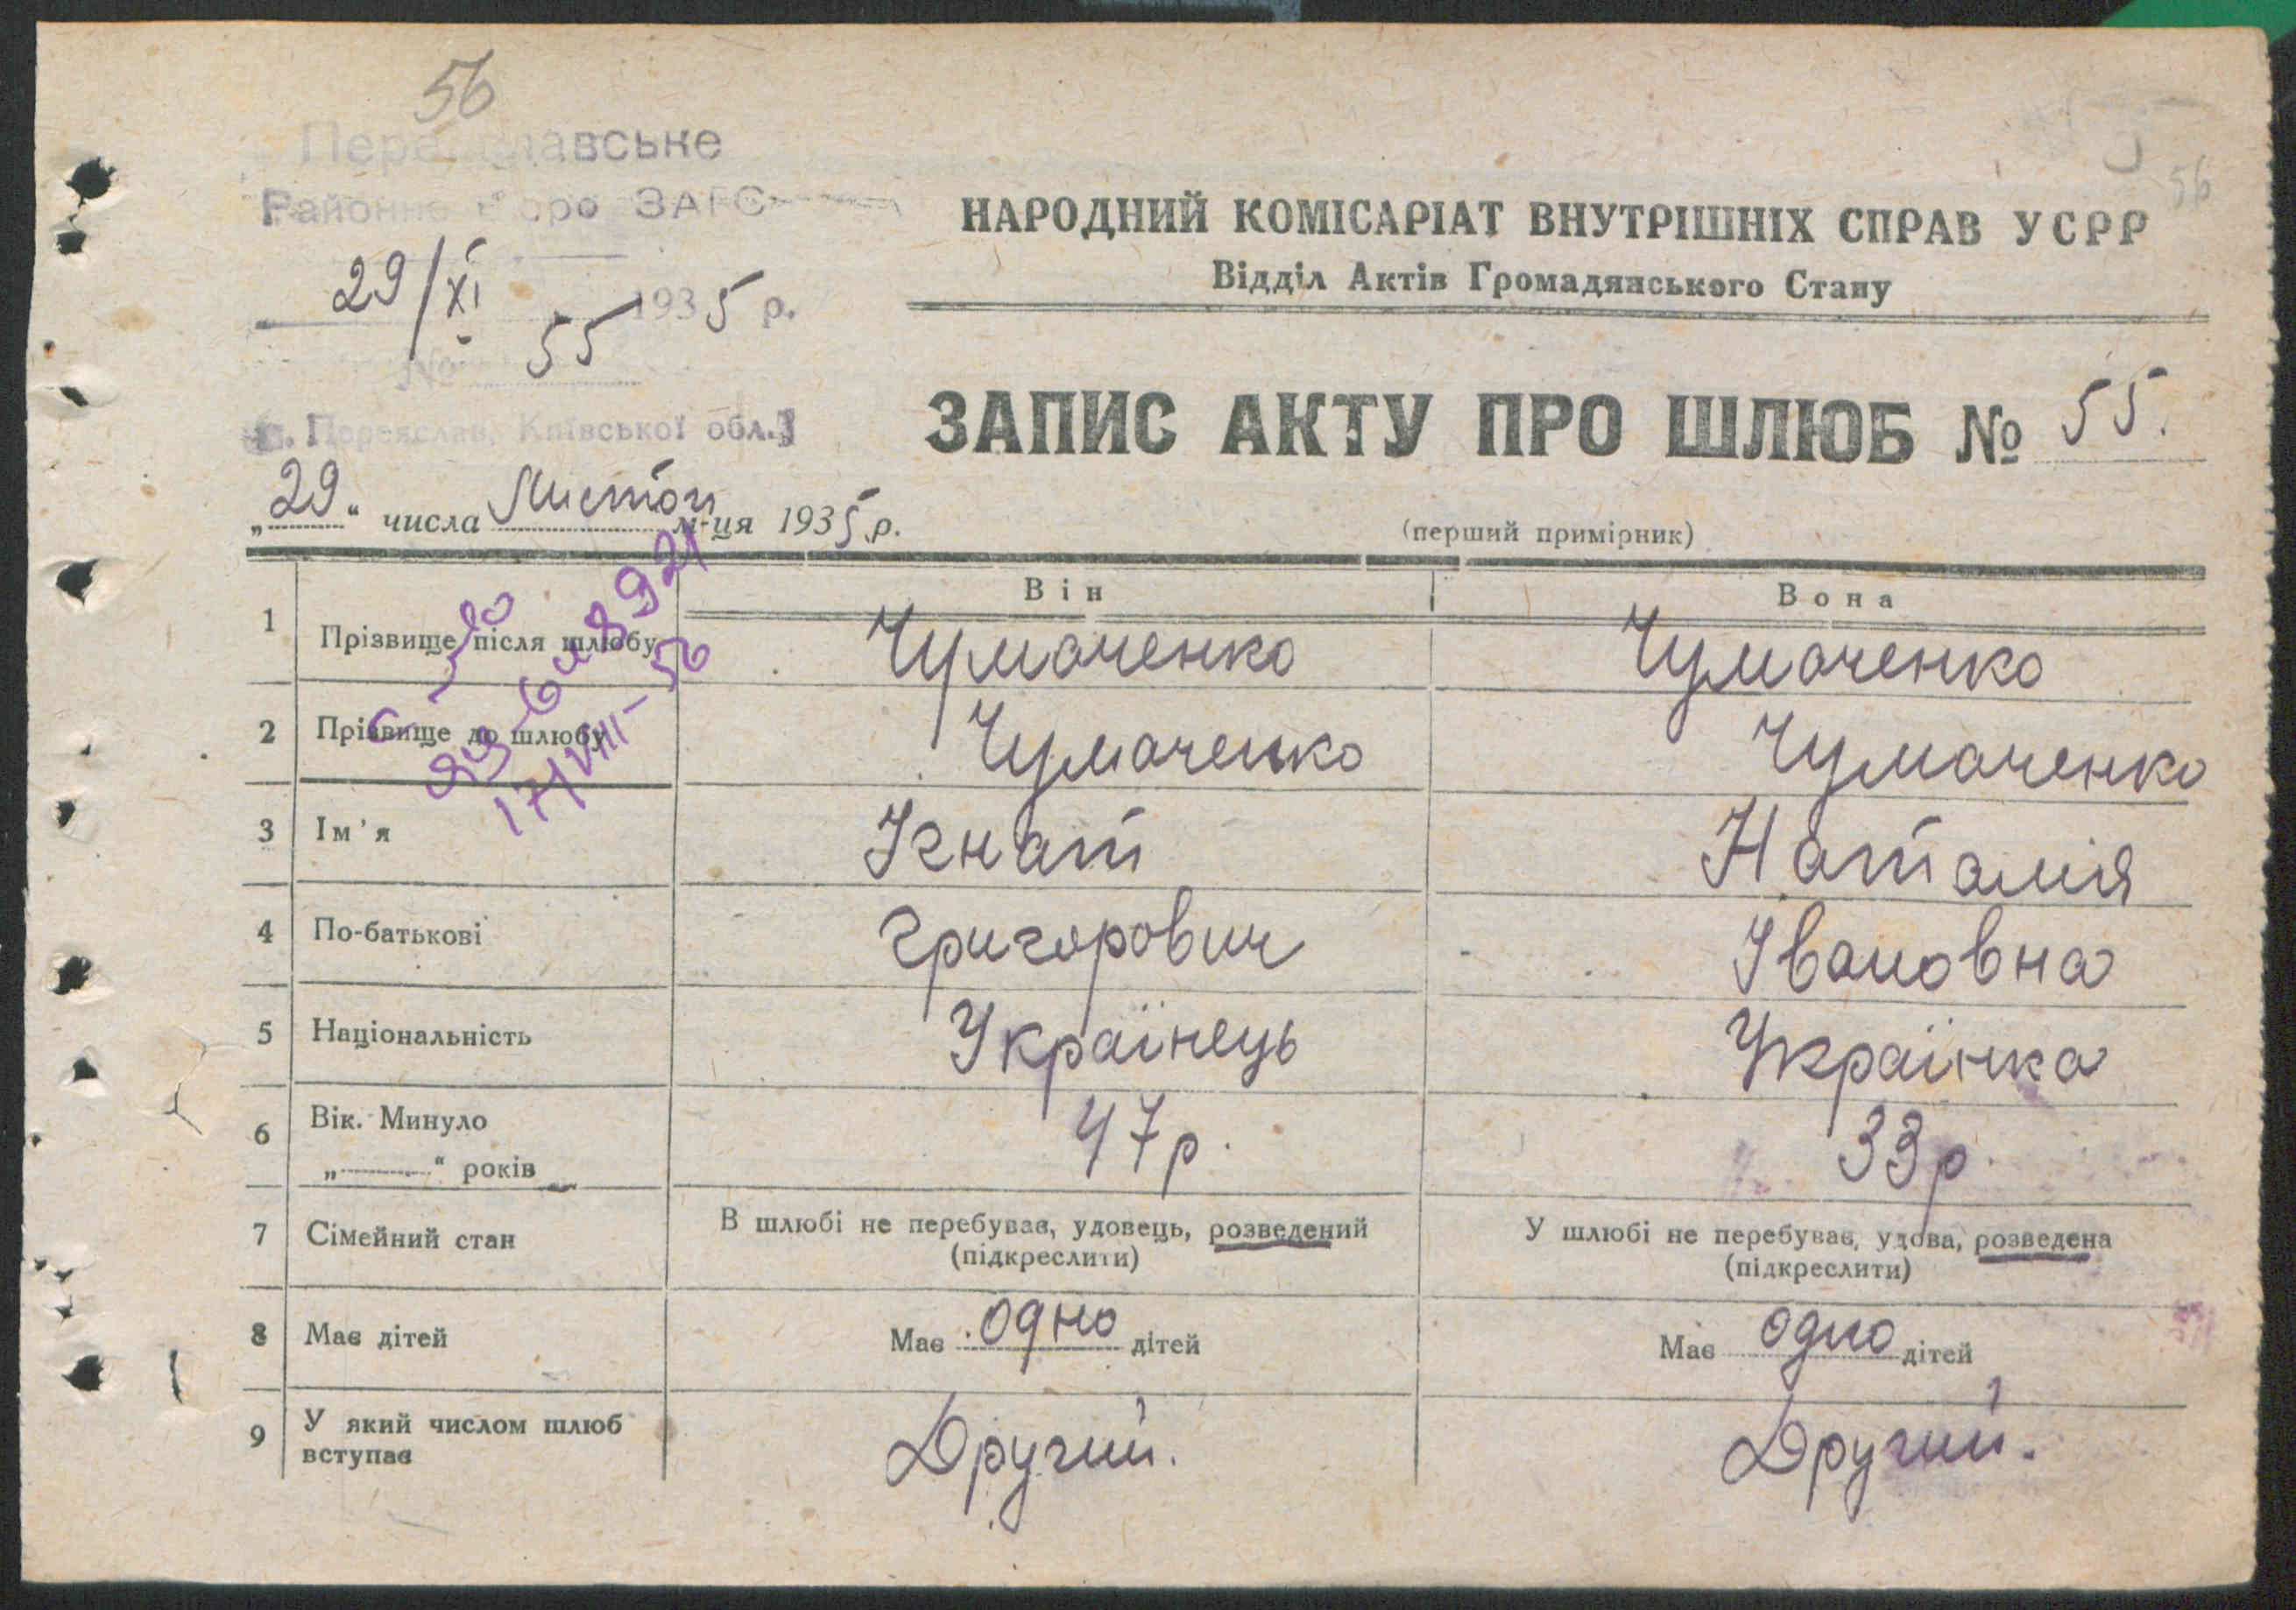 56
Переяславське
Районне бюро ЗАГС
29/XI 1935 р.
№ 55
м. Переяслав, Київської обл.
„29“ числа Листоп м-ця 1935 р.
56
НАРОДНИЙ КОМІСАРІАТ ВНУТРІШНІХ СПРАВ УСРР
Відділ Актів Громадянського Стану
ЗАПИС АКТУ ПРО ШЛЮБ № 55.
(перший примірник)
Він Вона
1 Прізвище після шлюбу Чумаченко Чумаченко
2 Прізвище до шлюбу Чумаченко Чумаченко
3 Ім'я Ігнат Наталія
4 По-батькові Григорович Івановна
5 Національність Українець Українка
6 Вік. Минуло 47 р. 33 р.
„ “ років
7 Сімейний стан В шлюбі не перебував, удовець, розведений У шлюбі не перебував, удова, розведена
(підкреслити) (підкреслити)
8 Має дітей Має одно дітей Має одно дітей
9 У який числом шлюб Другий. Другий.
вступає
17/VIII-56